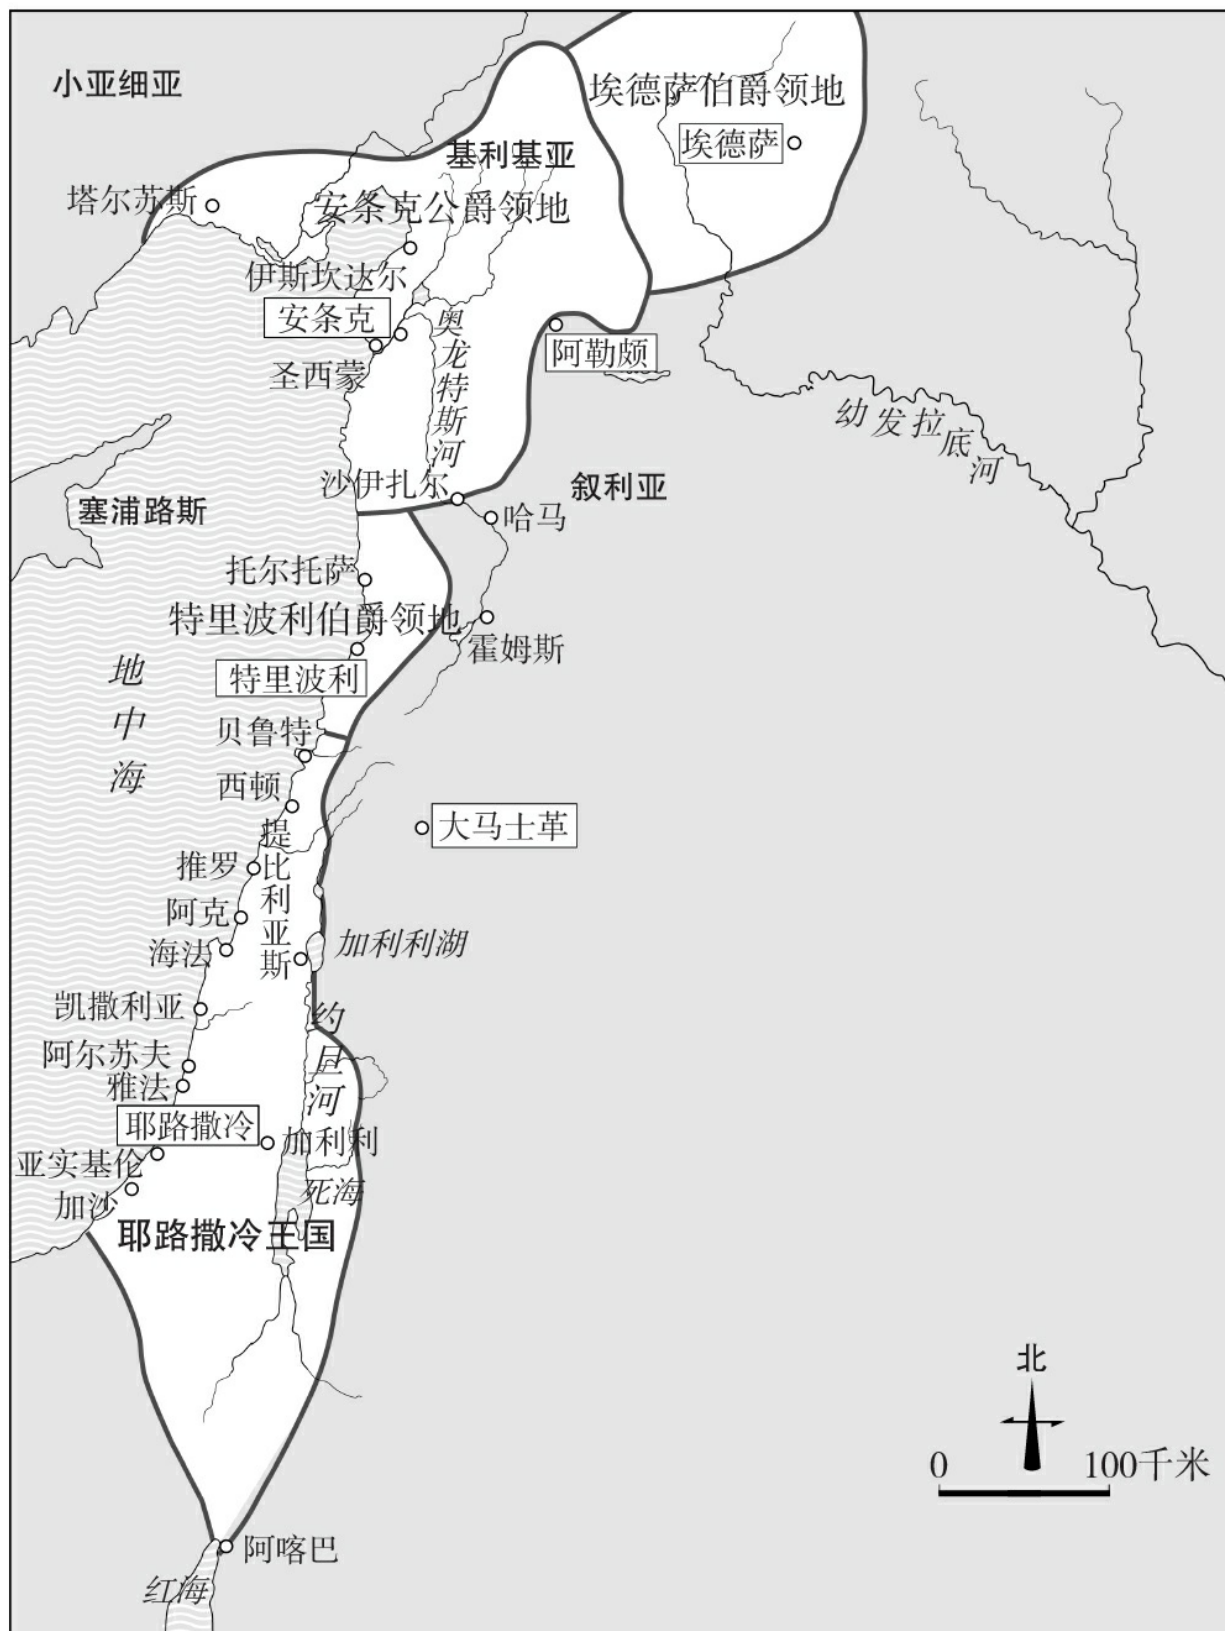 小亚细亚
埃德萨伯爵领地
埃德萨
基利基亚
塔尔苏斯
安条克公爵领地
伊斯坎达尔
安条克
奥龙特斯河
圣西蒙
阿勒颇
幼发拉底河
沙伊扎尔
叙利亚
塞浦路斯
哈马
托尔托萨
特里波利伯爵领地
霍姆斯
地中海
特里波利
贝鲁特
西顿
大马士革
提比利亚斯
推罗
阿克
海法
加利利湖
凯撒利亚
约旦河
阿尔苏夫
雅法
耶路撒冷
加利利
亚实基伦
加沙
死海
耶路撒冷王国
北
0 100千米
阿喀巴
红海